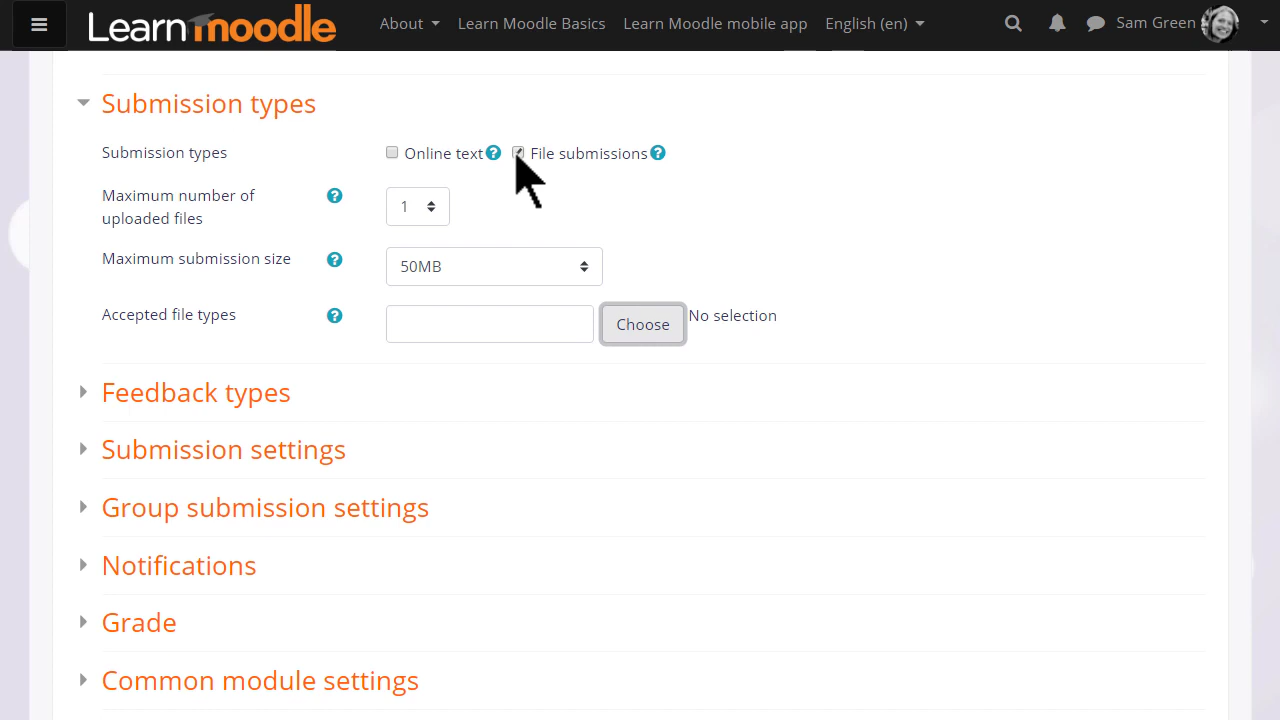 Learn moodle About Learn Moodle Basics Learn Moodle mobile app English (en) Sam Green
Submission types
Submission types Online text File submissions
Maximum number of uploaded files 1
Maximum submission size 50MB
Accepted file types Choose No selection
Feedback types
Submission settings
Group submission settings
Notifications
Grade
Common module settings